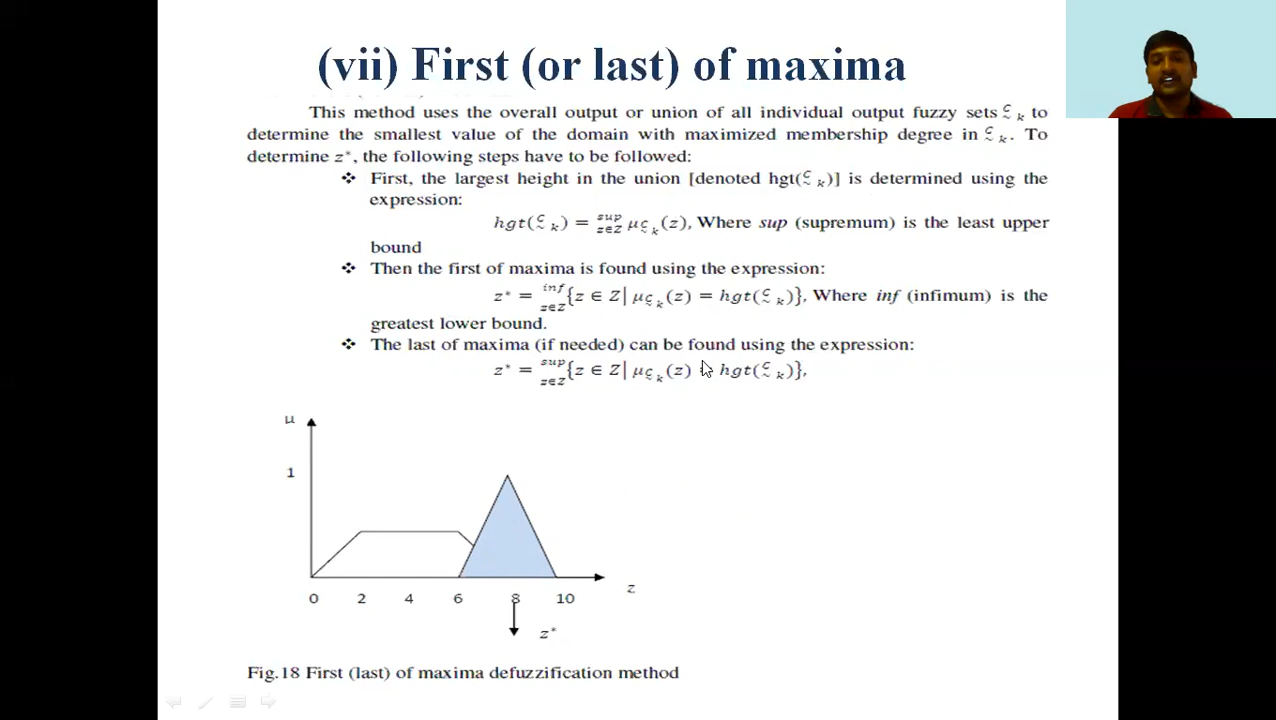 (vii) First (or last) of maxima
This method uses the overall output or union of all individual output fuzzy sets C̰ₖ to
determine the smallest value of the domain with maximized membership degree in C̰ₖ. To
determine z*, the following steps have to be followed:
❖ First, the largest height in the union [denoted hgt(C̰ₖ)] is determined using the
expression:
hgt(C̰ₖ) = sup z∈Z μC̰ₖ(z), Where sup (supremum) is the least upper
bound
❖ Then the first of maxima is found using the expression:
z* = inf z∈Z {z ∈ Z| μC̰ₖ(z) = hgt(C̰ₖ)}, Where inf (infimum) is the
greatest lower bound.
❖ The last of maxima (if needed) can be found using the expression:
z* = sup z∈Z {z ∈ Z| μC̰ₖ(z) hgt(C̰ₖ)},
μ
1
0 2 4 6 8 10 z
z*
Fig.18 First (last) of maxima defuzzification method